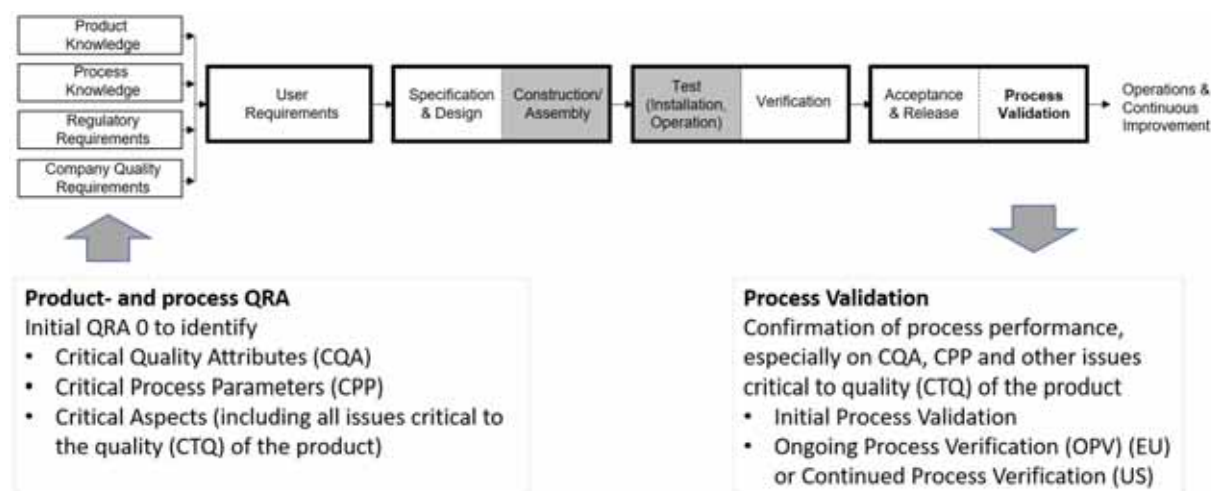 Product
Knowledge
Process
Knowledge
Regulatory
Requirements
Company Quality
Requirements
User
Requirements
Specification
& Design
Construction/
Assembly
Test
(Installation,
Operation)
Verification
Acceptance
& Release
Process
Validation
Operations &
Continuous
Improvement
Product- and process QRA
Initial QRA 0 to identify
• Critical Quality Attributes (CQA)
• Critical Process Parameters (CPP)
• Critical Aspects (including all issues critical to
the quality (CTQ) of the product)
Process Validation
Confirmation of process performance,
especially on CQA, CPP and other issues
critical to quality (CTQ) of the product
• Initial Process Validation
• Ongoing Process Verification (OPV) (EU)
or Continued Process Verification (US)